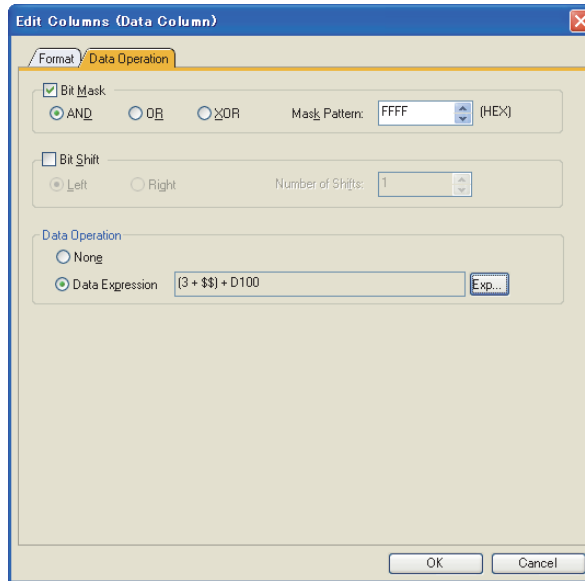 Edit Columns (Data Column)
Format Data Operation
Bit Mask
AND OR XOR Mask Pattern: FFFF (HEX)
Bit Shift
Left Right Number of Shifts: 1
Data Operation
None
Data Expression (3 + $$) + D100 Exp...
OK Cancel